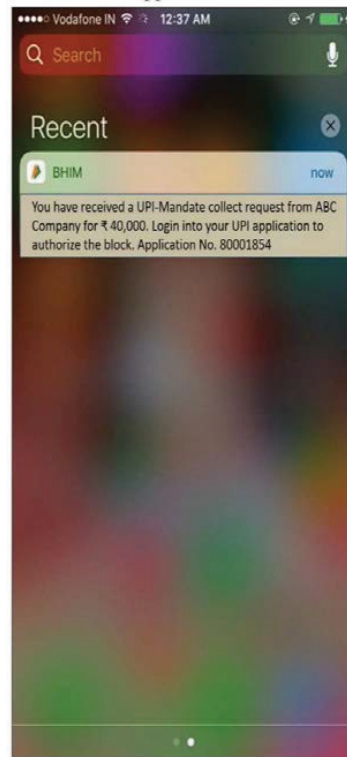 Vodafone IN 12:37 AM
Search
Recent
BHIM now
You have received a UPI-Mandate collect request from ABC
Company for ₹ 40,000. Login into your UPI application to
authorize the block. Application No. 80001854